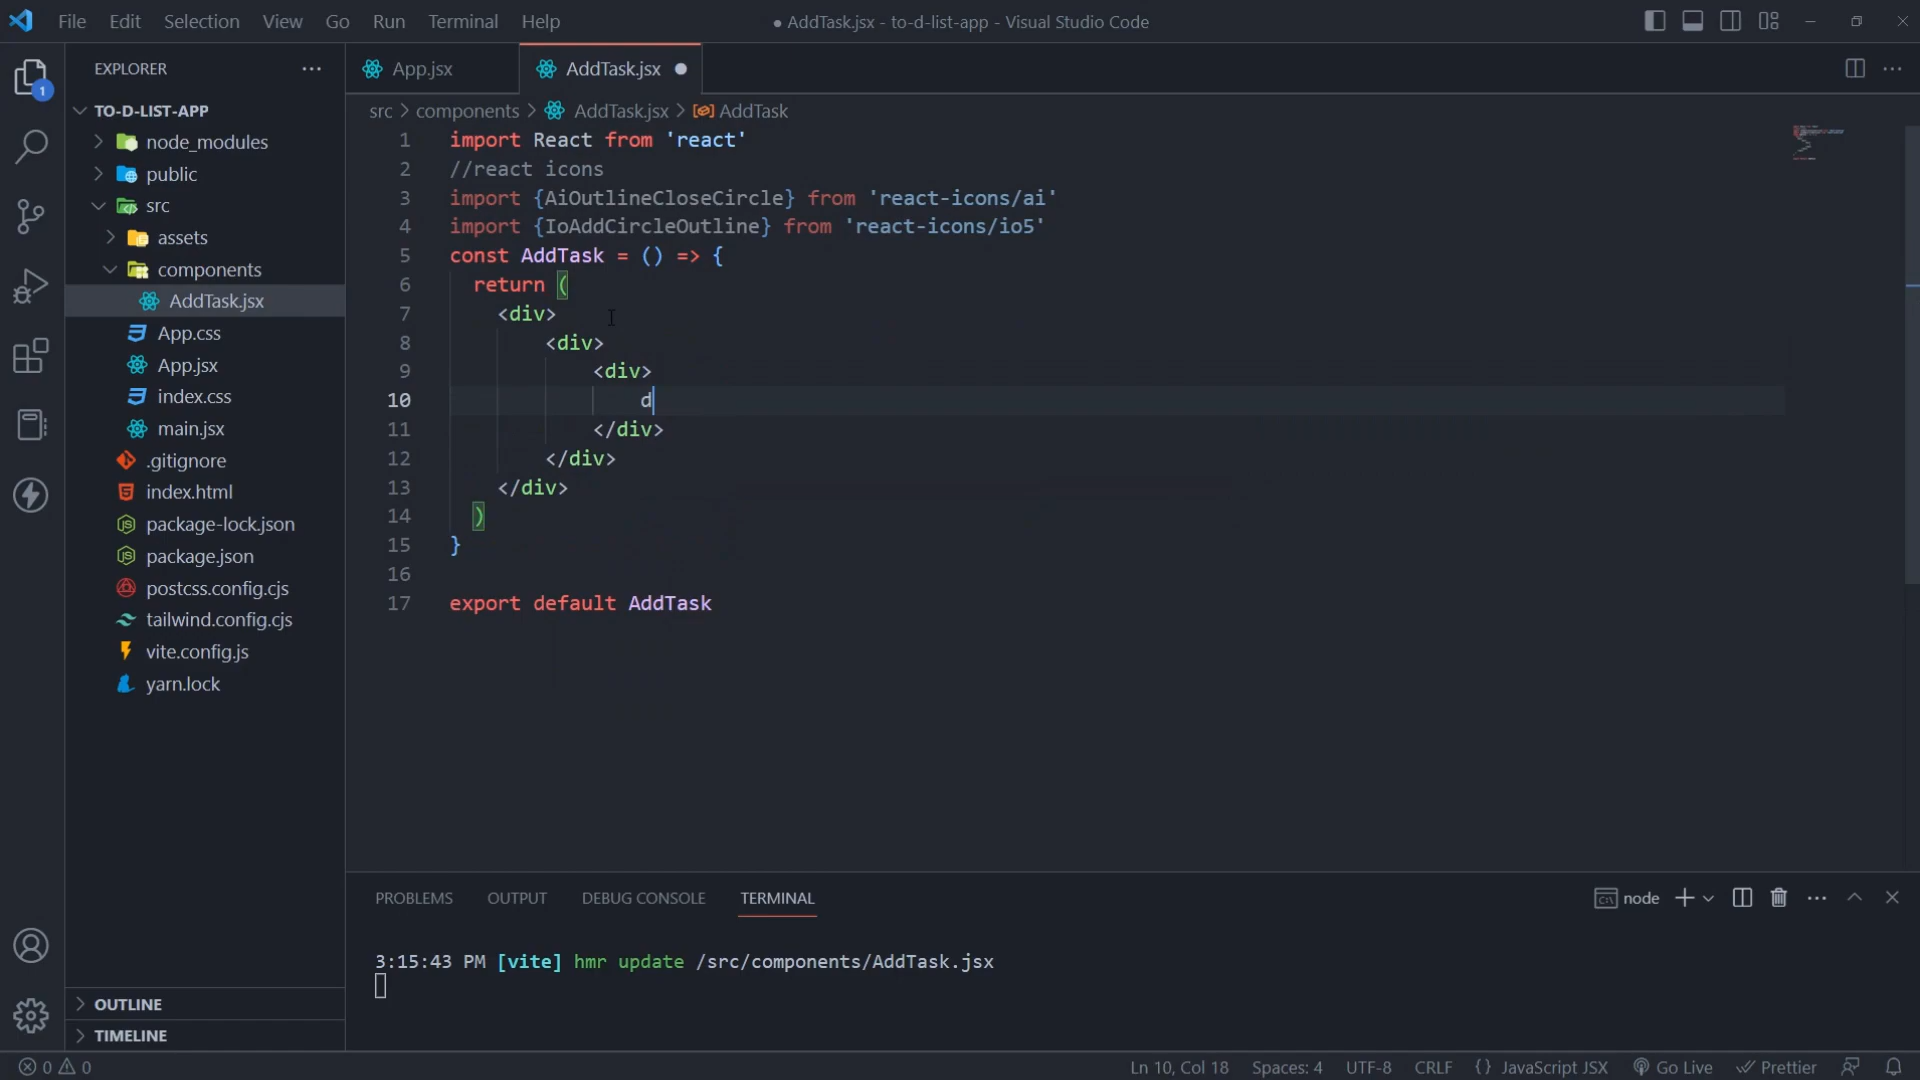 File Edit Selection View Go Run Terminal Help
● AddTask.jsx - to-d-list-app - Visual Studio Code
EXPLORER
TO-D-LIST-APP
node_modules
public
src
assets
components
AddTask.jsx
App.css
App.jsx
index.css
main.jsx
.gitignore
index.html
package-lock.json
package.json
postcss.config.cjs
tailwind.config.cjs
vite.config.js
yarn.lock
OUTLINE
TIMELINE
1
App.jsx AddTask.jsx ●
src > components > AddTask.jsx > AddTask
1 import React from 'react'
2 //react icons
3 import {AiOutlineCloseCircle} from 'react-icons/ai'
4 import {IoAddCircleOutline} from 'react-icons/io5'
5 const AddTask = () => {
6 return (
7 <div>
8 <div>
9 <div>
10 d
11 </div>
12 </div>
13 </div>
14 )
15 }
16
17 export default AddTask
PROBLEMS OUTPUT DEBUG CONSOLE TERMINAL
node
3:15:43 PM [vite] hmr update /src/components/AddTask.jsx
0 0
Ln 10, Col 18 Spaces: 4 UTF-8 CRLF {} JavaScript JSX Go Live Prettier